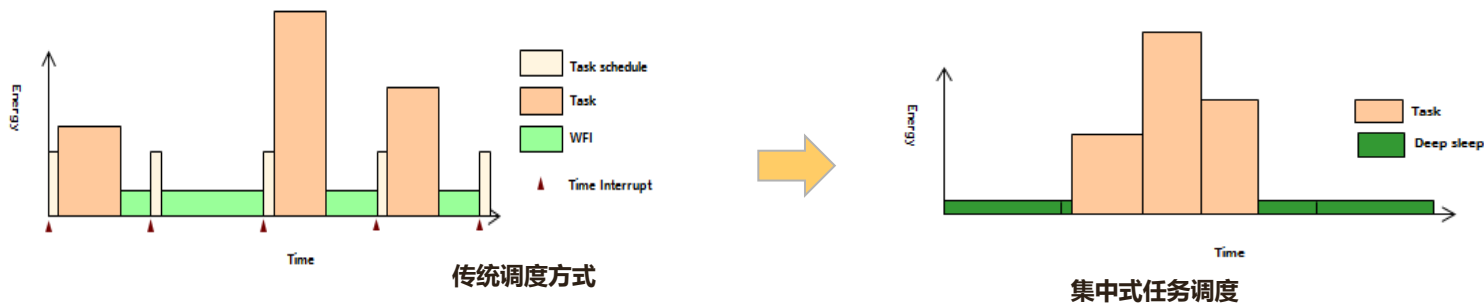 Energy
Task schedule
Task
WFI
Time Interrupt
Time
传统调度方式
Energy
Task
Deep sleep
Time
集中式任务调度